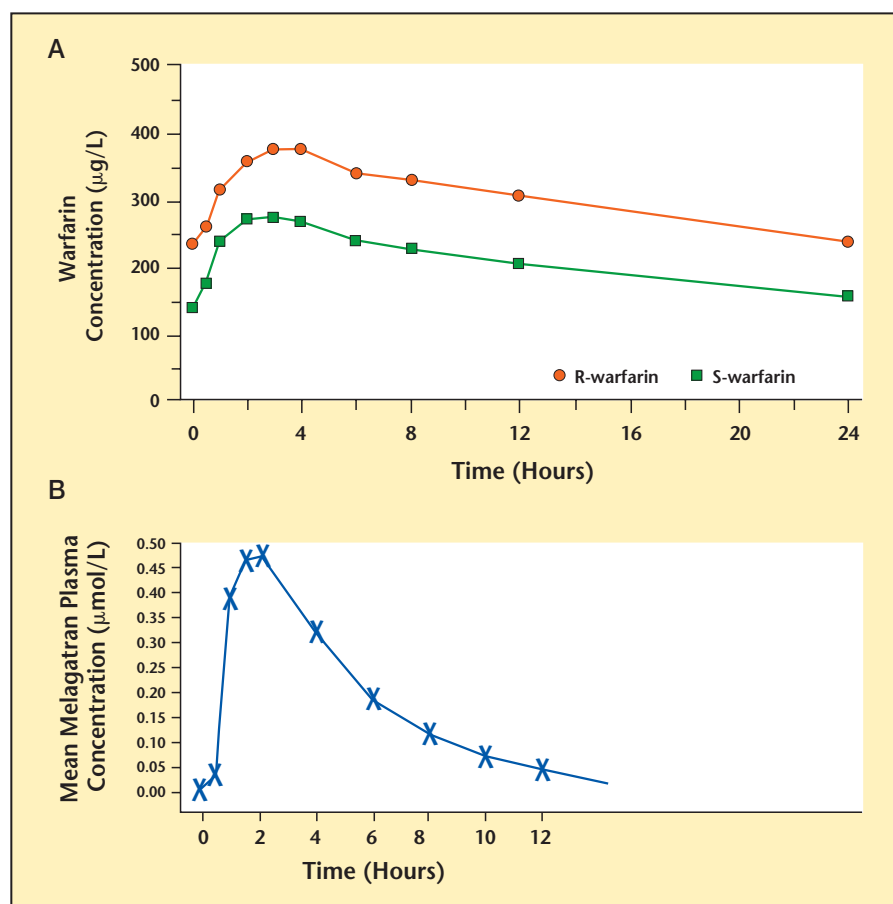 A
Warfarin
Concentration (μg/L)
500
400
300
200
100
0
R-warfarin
S-warfarin
0 4 8 12 16 20 24
Time (Hours)
B
Mean Melagatran Plasma
Concentration (μmol/L)
0.50
0.45
0.40
0.35
0.30
0.25
0.20
0.15
0.10
0.05
0.00
0 2 4 6 8 10 12
Time (Hours)